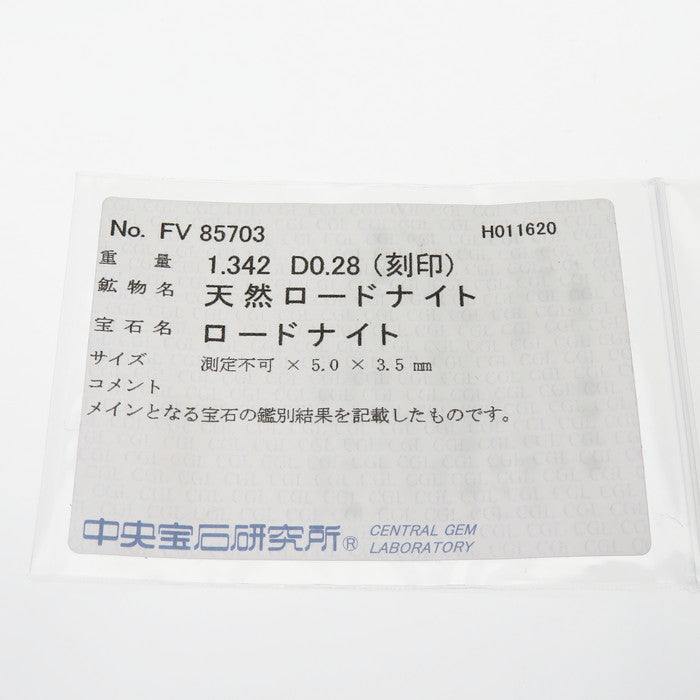 No. FV 85703 H011620
重量 1.342 D0.28 (刻印)
鉱物名 天然ロードナイト
宝石名 ロードナイト
サイズ 測定不可 × 5.0 × 3.5 mm
コメント
メインとなる宝石の鑑別結果を記載したものです。
中央宝石研究所® CENTRAL GEM
LABORATORY